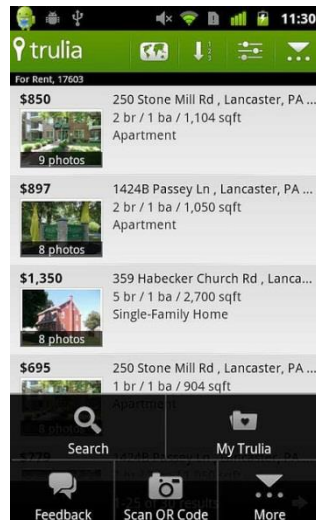 11:30
trulia
For Rent, 17603
$850
250 Stone Mill Rd , Lancaster, PA ...
2 br / 1 ba / 1,104 sqft
Apartment
9 photos
$897
1424B Passey Ln , Lancaster, PA ...
2 br / 1 ba / 1,050 sqft
Apartment
8 photos
$1,350
359 Habecker Church Rd , Lanca...
5 br / 1 ba / 2,700 sqft
Single-Family Home
8 photos
$695
250 Stone Mill Rd , Lancaster, PA ...
1 br / 1 ba / 904 sqft
Apartment
Search
My Trulia
results
Feedback
Scan QR Code
More